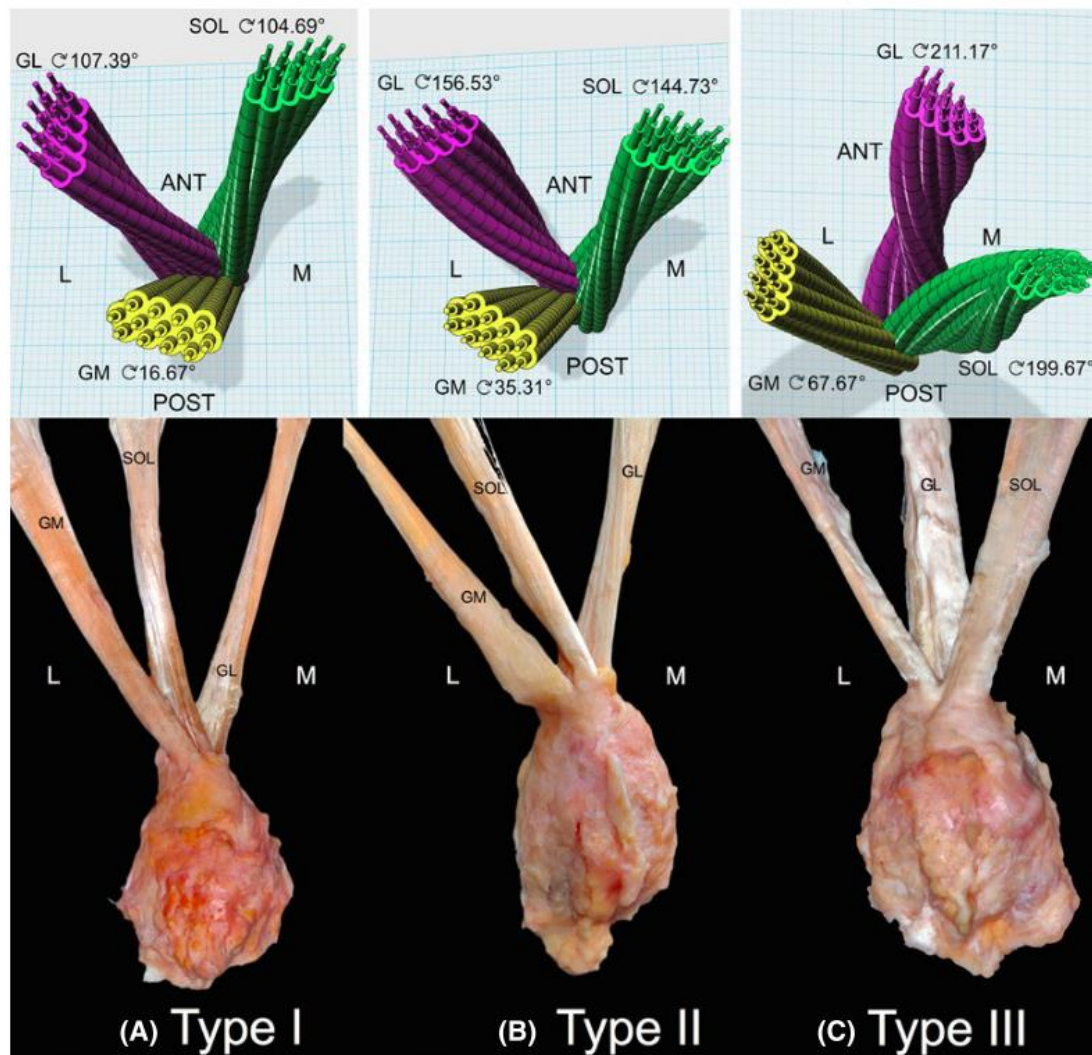 GL ↻107.39°
SOL ↻104.69°
ANT
L
M
GM ↻16.67°
POST
GL ↻156.53°
SOL ↻144.73°
ANT
L
M
GM ↻35.31°
POST
GL ↻211.17°
ANT
L
M
GM ↻67.67°
POST
SOL ↻199.67°
GM
SOL
GL
L
M
GM
SOL
GL
L
M
GM
GL
SOL
L
M
(A) Type I
(B) Type II
(C) Type III